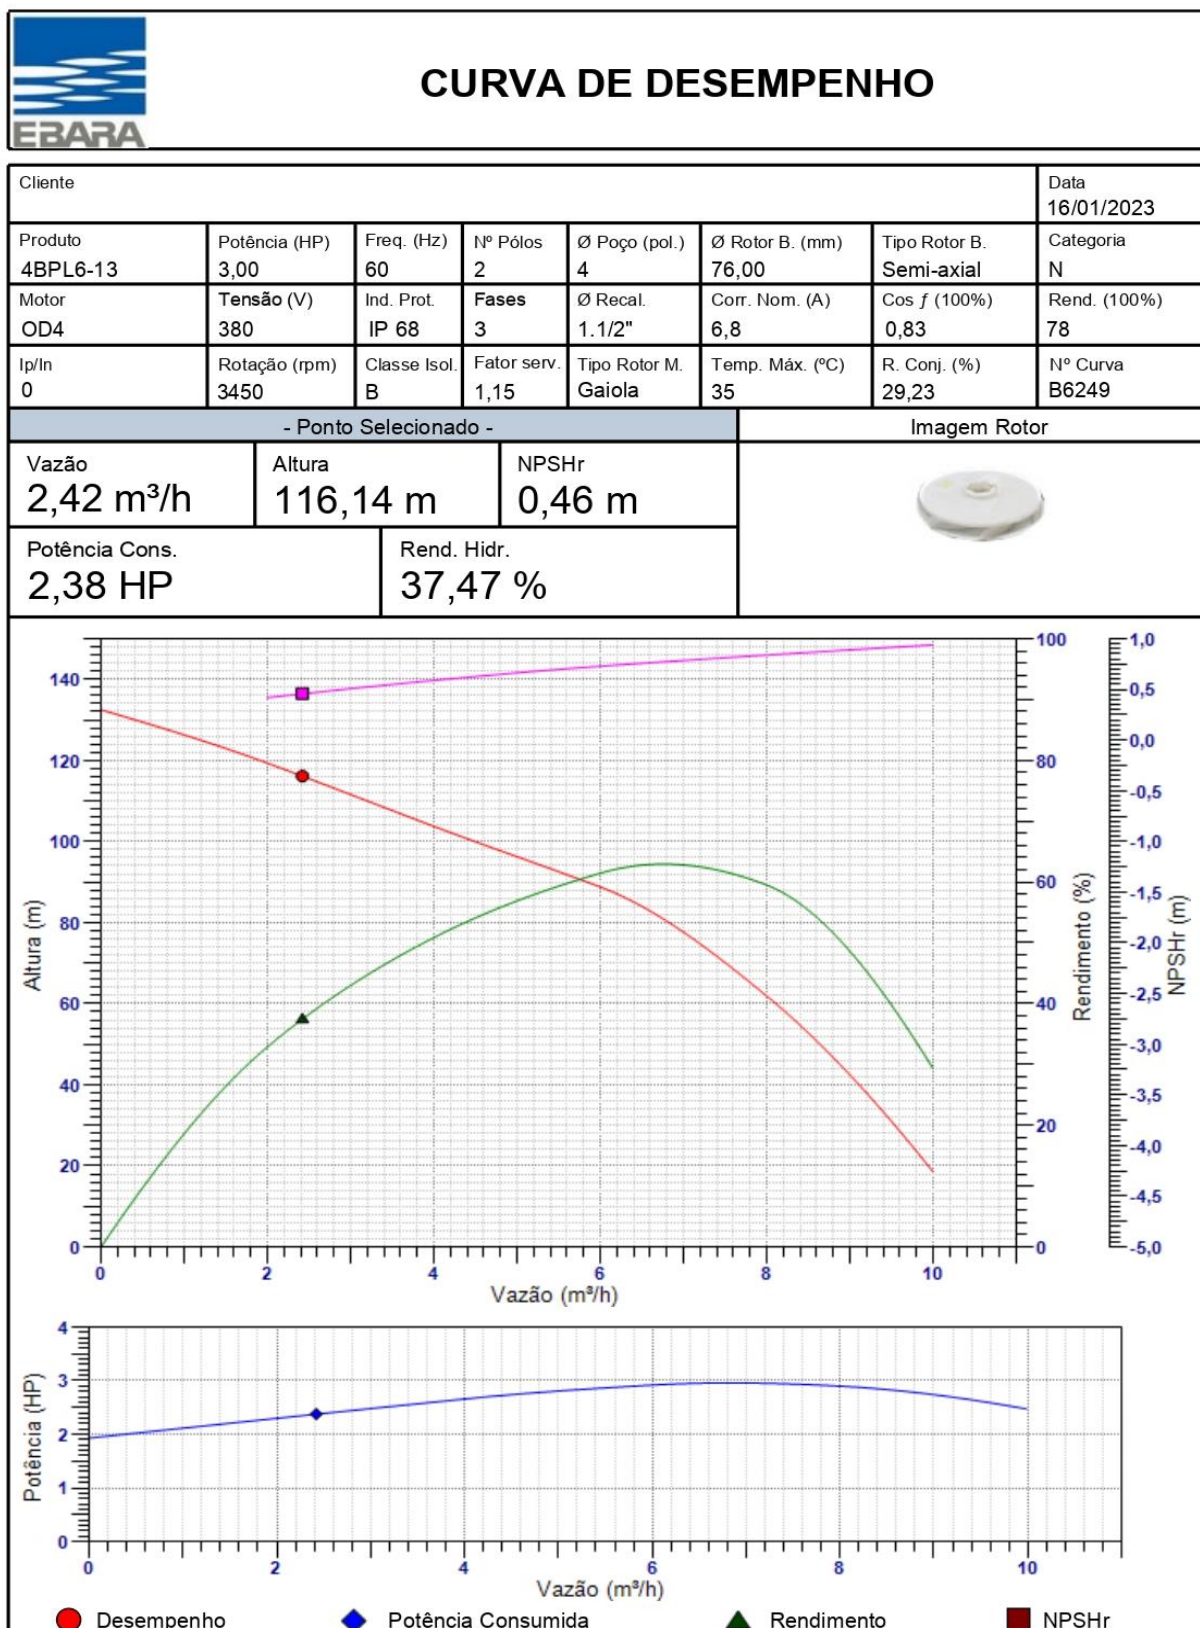 EBARA
CURVA DE DESEMPENHO
Cliente
Data
16/01/2023
Produto Potência (HP) Freq. (Hz) Nº Pólos Ø Poço (pol.) Ø Rotor B. (mm) Tipo Rotor B. Categoria
4BPL6-13 3,00 60 2 4 76,00 Semi-axial N
Motor Tensão (V) Ind. Prot. Fases Ø Recal. Corr. Nom. (A) Cos ƒ (100%) Rend. (100%)
OD4 380 IP 68 3 1.1/2" 6,8 0,83 78
Ip/In Rotação (rpm) Classe Isol. Fator serv. Tipo Rotor M. Temp. Máx. (ºC) R. Conj. (%) Nº Curva
0 3450 B 1,15 Gaiola 35 29,23 B6249
- Ponto Selecionado - Imagem Rotor
Vazão Altura NPSHr
2,42 m³/h 116,14 m 0,46 m
Potência Cons. Rend. Hidr.
2,38 HP 37,47 %
Altura (m)
140
120
100
80
60
40
20
0
0 2 4 6 8 10
Vazão (m³/h)
100
80
60
40
20
0
Rendimento (%)
1,0
0,5
0,0
-0,5
-1,0
-1,5
-2,0
-2,5
-3,0
-3,5
-4,0
-4,5
-5,0
NPSHr (m)
Potência (HP)
4
3
2
1
0
0 2 4 6 8 10
Vazão (m³/h)
Desempenho Potência Consumida Rendimento NPSHr